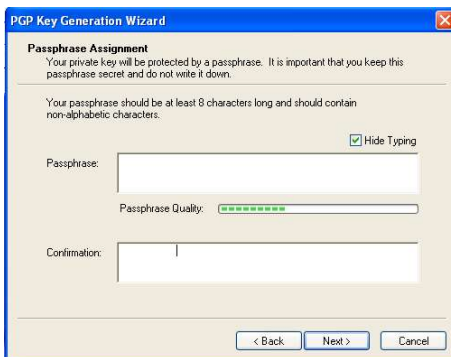 PGP Key Generation Wizard
Passphrase Assignment
Your private key will be protected by a passphrase. It is important that you keep this
passphrase secret and do not write it down.
Your passphrase should be at least 8 characters long and should contain
non-alphabetic characters.
Hide Typing
Passphrase:
Passphrase Quality:
Confirmation:
< Back Next > Cancel